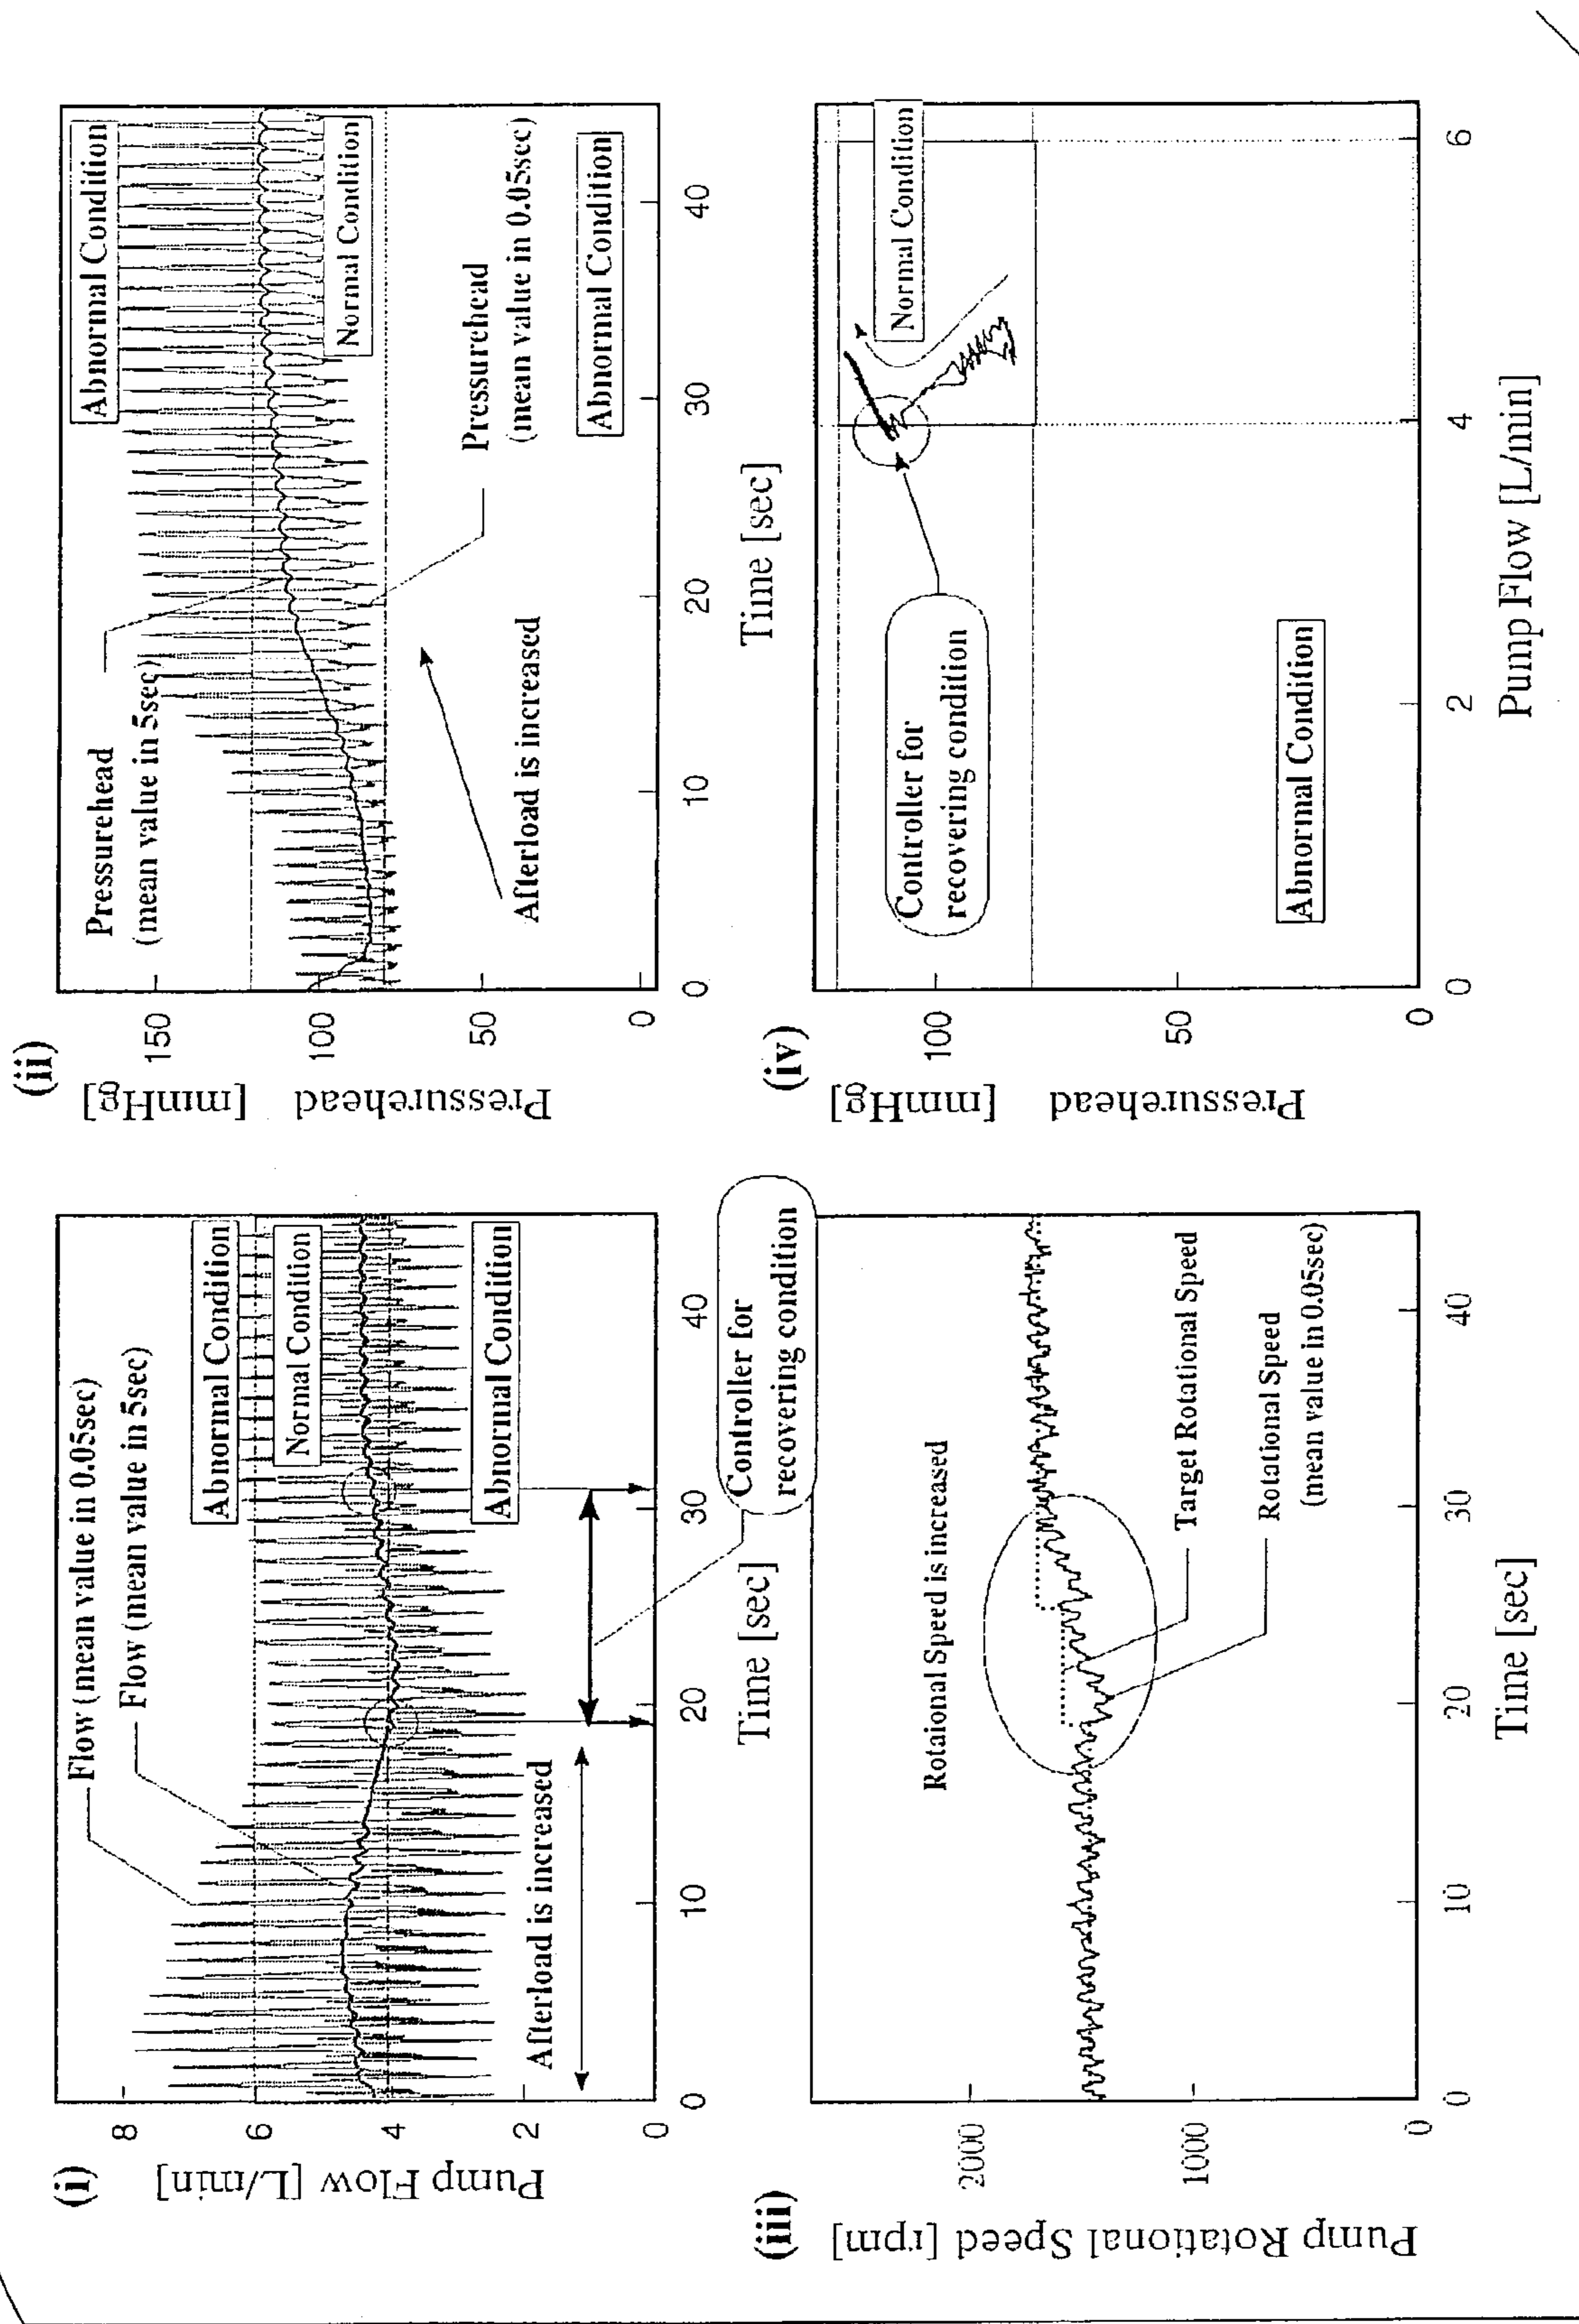 (i)
Pump Flow [L/min]
8
6
4
2
0
Flow (mean value in 0.05sec)
Flow (mean value in 5sec)
Abnormal Condition
Normal Condition
Abnormal Condition
Afterload is increased
0
10
20
30
40
Time [sec]
Controller for
recovering condition
(ii)
Pressurehead
[mmHg]
150
100
50
0
Pressurehead
(mean value in 5sec)
Abnormal Condition
Normal Condition
Pressurehead
(mean value in 0.05sec)
Abnormal Condition
Afterload is increased
0
10
20
30
40
Time [sec]
(iii)
Pump Rotational Speed [rpm]
2000
1000
0
Rotaional Speed is increased
Target Rotational Speed
Rotational Speed
(mean value in 0.05sec)
0
10
20
30
40
Time [sec]
(iv)
Pressurehead
[mmHg]
100
50
0
Normal Condition
Controller for
recovering condition
Abnormal Condition
0
2
4
6
Pump Flow [L/min]